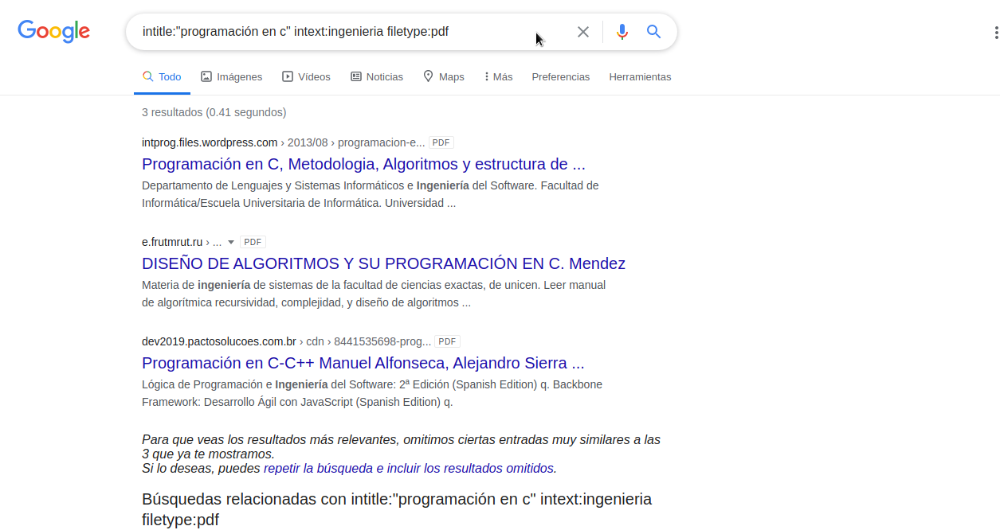 Google
intitle:"programación en c" intext:ingenieria filetype:pdf
Todo Imágenes Vídeos Noticias Maps Más Preferencias Herramientas
3 resultados (0.41 segundos)
intprog.files.wordpress.com › 2013/08 › programacion-e... PDF
Programación en C, Metodologia, Algoritmos y estructura de ...
Departamento de Lenguajes y Sistemas Informáticos e Ingeniería del Software. Facultad de
Informática/Escuela Universitaria de Informática. Universidad ...
e.frutmrut.ru › ... PDF
DISEÑO DE ALGORITMOS Y SU PROGRAMACIÓN EN C. Mendez
Materia de ingeniería de sistemas de la facultad de ciencias exactas, de unicen. Leer manual
de algorítmica recursividad, complejidad, y diseño de algoritmos ...
dev2019.pactosolucoes.com.br › cdn › 8441535698-prog... PDF
Programación en C-C++ Manuel Alfonseca, Alejandro Sierra ...
Lógica de Programación e Ingeniería del Software: 2ª Edición (Spanish Edition) q. Backbone
Framework: Desarrollo Ágil con JavaScript (Spanish Edition) q.
Para que veas los resultados más relevantes, omitimos ciertas entradas muy similares a las
3 que ya te mostramos.
Si lo deseas, puedes repetir la búsqueda e incluir los resultados omitidos.
Búsquedas relacionadas con intitle:"programación en c" intext:ingenieria
filetype:pdf